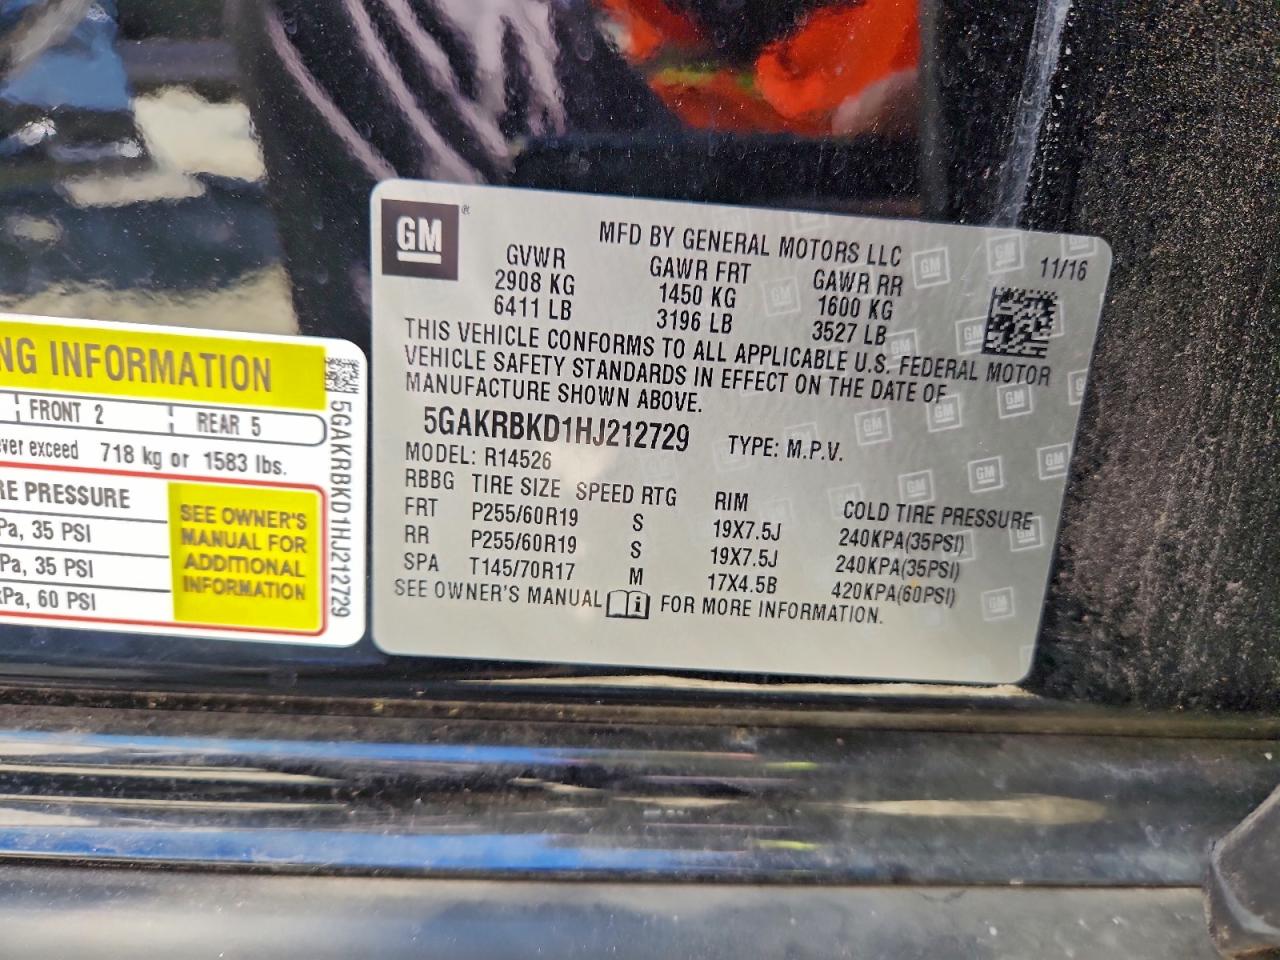 GM ®
MFD BY GENERAL MOTORS LLC
GVWR GAWR FRT GAWR RR 11/16
2908 KG 1450 KG 1600 KG
6411 LB 3196 LB 3527 LB
THIS VEHICLE CONFORMS TO ALL APPLICABLE U.S. FEDERAL MOTOR
VEHICLE SAFETY STANDARDS IN EFFECT ON THE DATE OF
MANUFACTURE SHOWN ABOVE.
5GAKRBKD1HJ212729 TYPE: M.P.V.
MODEL: R14526
RBBG TIRE SIZE SPEED RTG RIM COLD TIRE PRESSURE
FRT P255/60R19 S 19X7.5J 240KPA(35PSI)
RR P255/60R19 S 19X7.5J 240KPA(35PSI)
SPA T145/70R17 M 17X4.5B 420KPA(60PSI)
SEE OWNER'S MANUAL i FOR MORE INFORMATION.
NG INFORMATION
FRONT 2 REAR 5
ver exceed 718 kg or 1583 lbs.
RE PRESSURE
Pa, 35 PSI
Pa, 35 PSI
kPa, 60 PSI
SEE OWNER'S
MANUAL FOR
ADDITIONAL
INFORMATION
5GAKRBKD1HJ212729